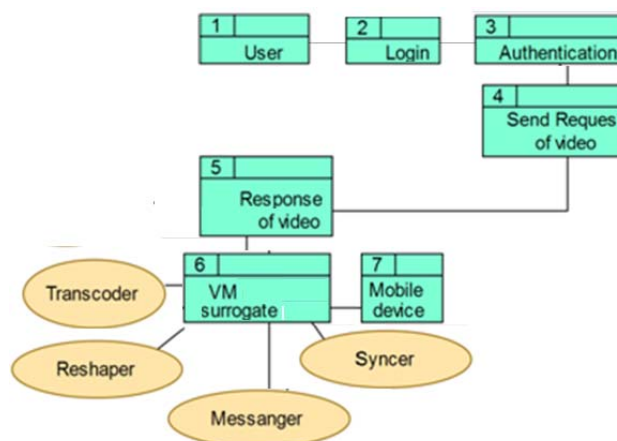 1
User
2
Login
3
Authentication
4
Send Reques
of video
5
Response
of video
6
VM
surrogate
7
Mobile
device
Transcoder
Reshaper
Messanger
Syncer